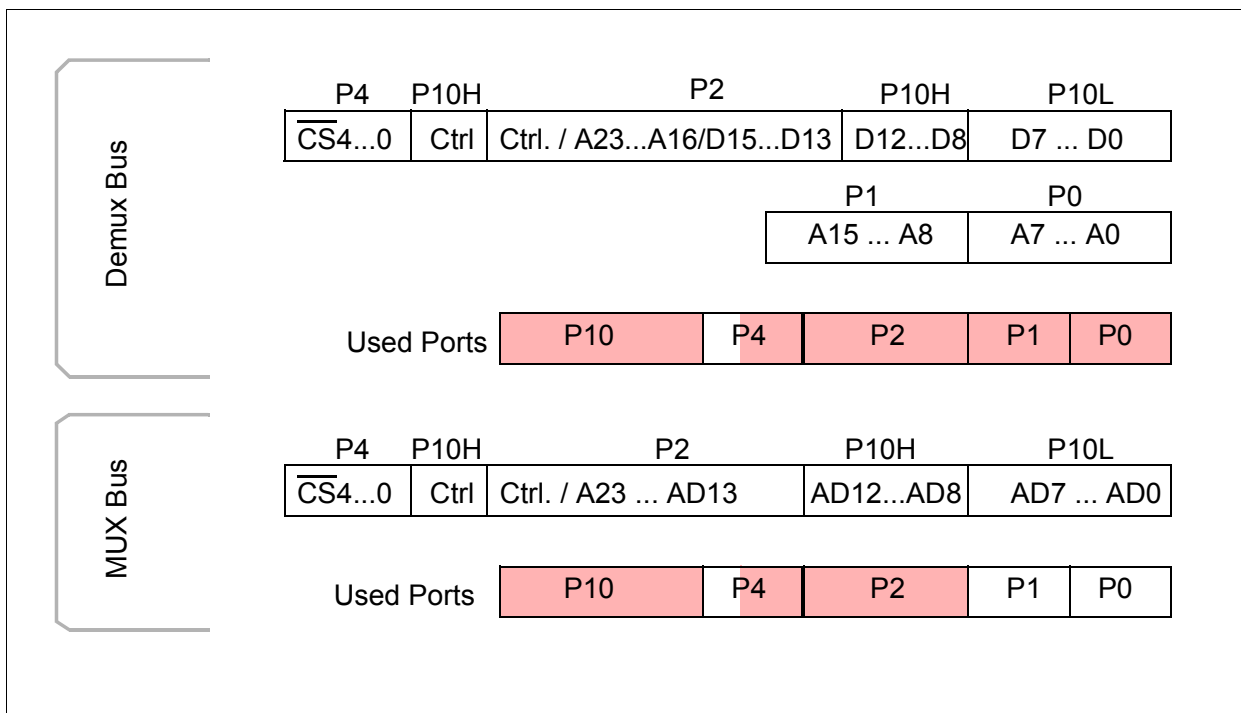 Demux Bus
P4 P10H P2 P10H P10L
CS4...0 Ctrl Ctrl. / A23...A16/D15...D13 D12...D8 D7 ... D0
P1 P0
A15 ... A8 A7 ... A0
Used Ports P10 P4 P2 P1 P0
MUX Bus
P4 P10H P2 P10H P10L
CS4...0 Ctrl Ctrl. / A23 ... AD13 AD12...AD8 AD7 ... AD0
Used Ports P10 P4 P2 P1 P0